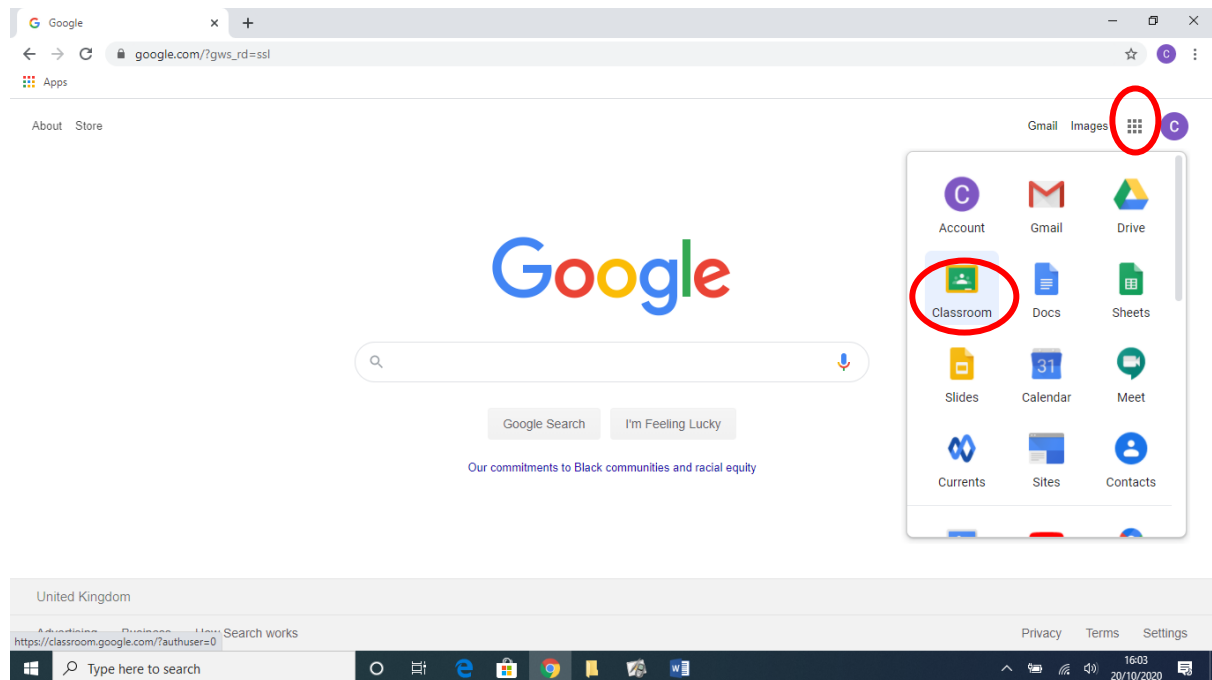 Google
google.com/?gws_rd=ssl
C
Apps
About Store
Gmail Images
C
C
Account Gmail Drive
Google
Classroom Docs Sheets
31
Slides Calendar Meet
Google Search I'm Feeling Lucky
Our commitments to Black communities and racial equity
Currents Sites Contacts
United Kingdom
Search works
Privacy Terms Settings
https://classroom.google.com/?authuser=0
Type here to search
16:03
20/10/2020